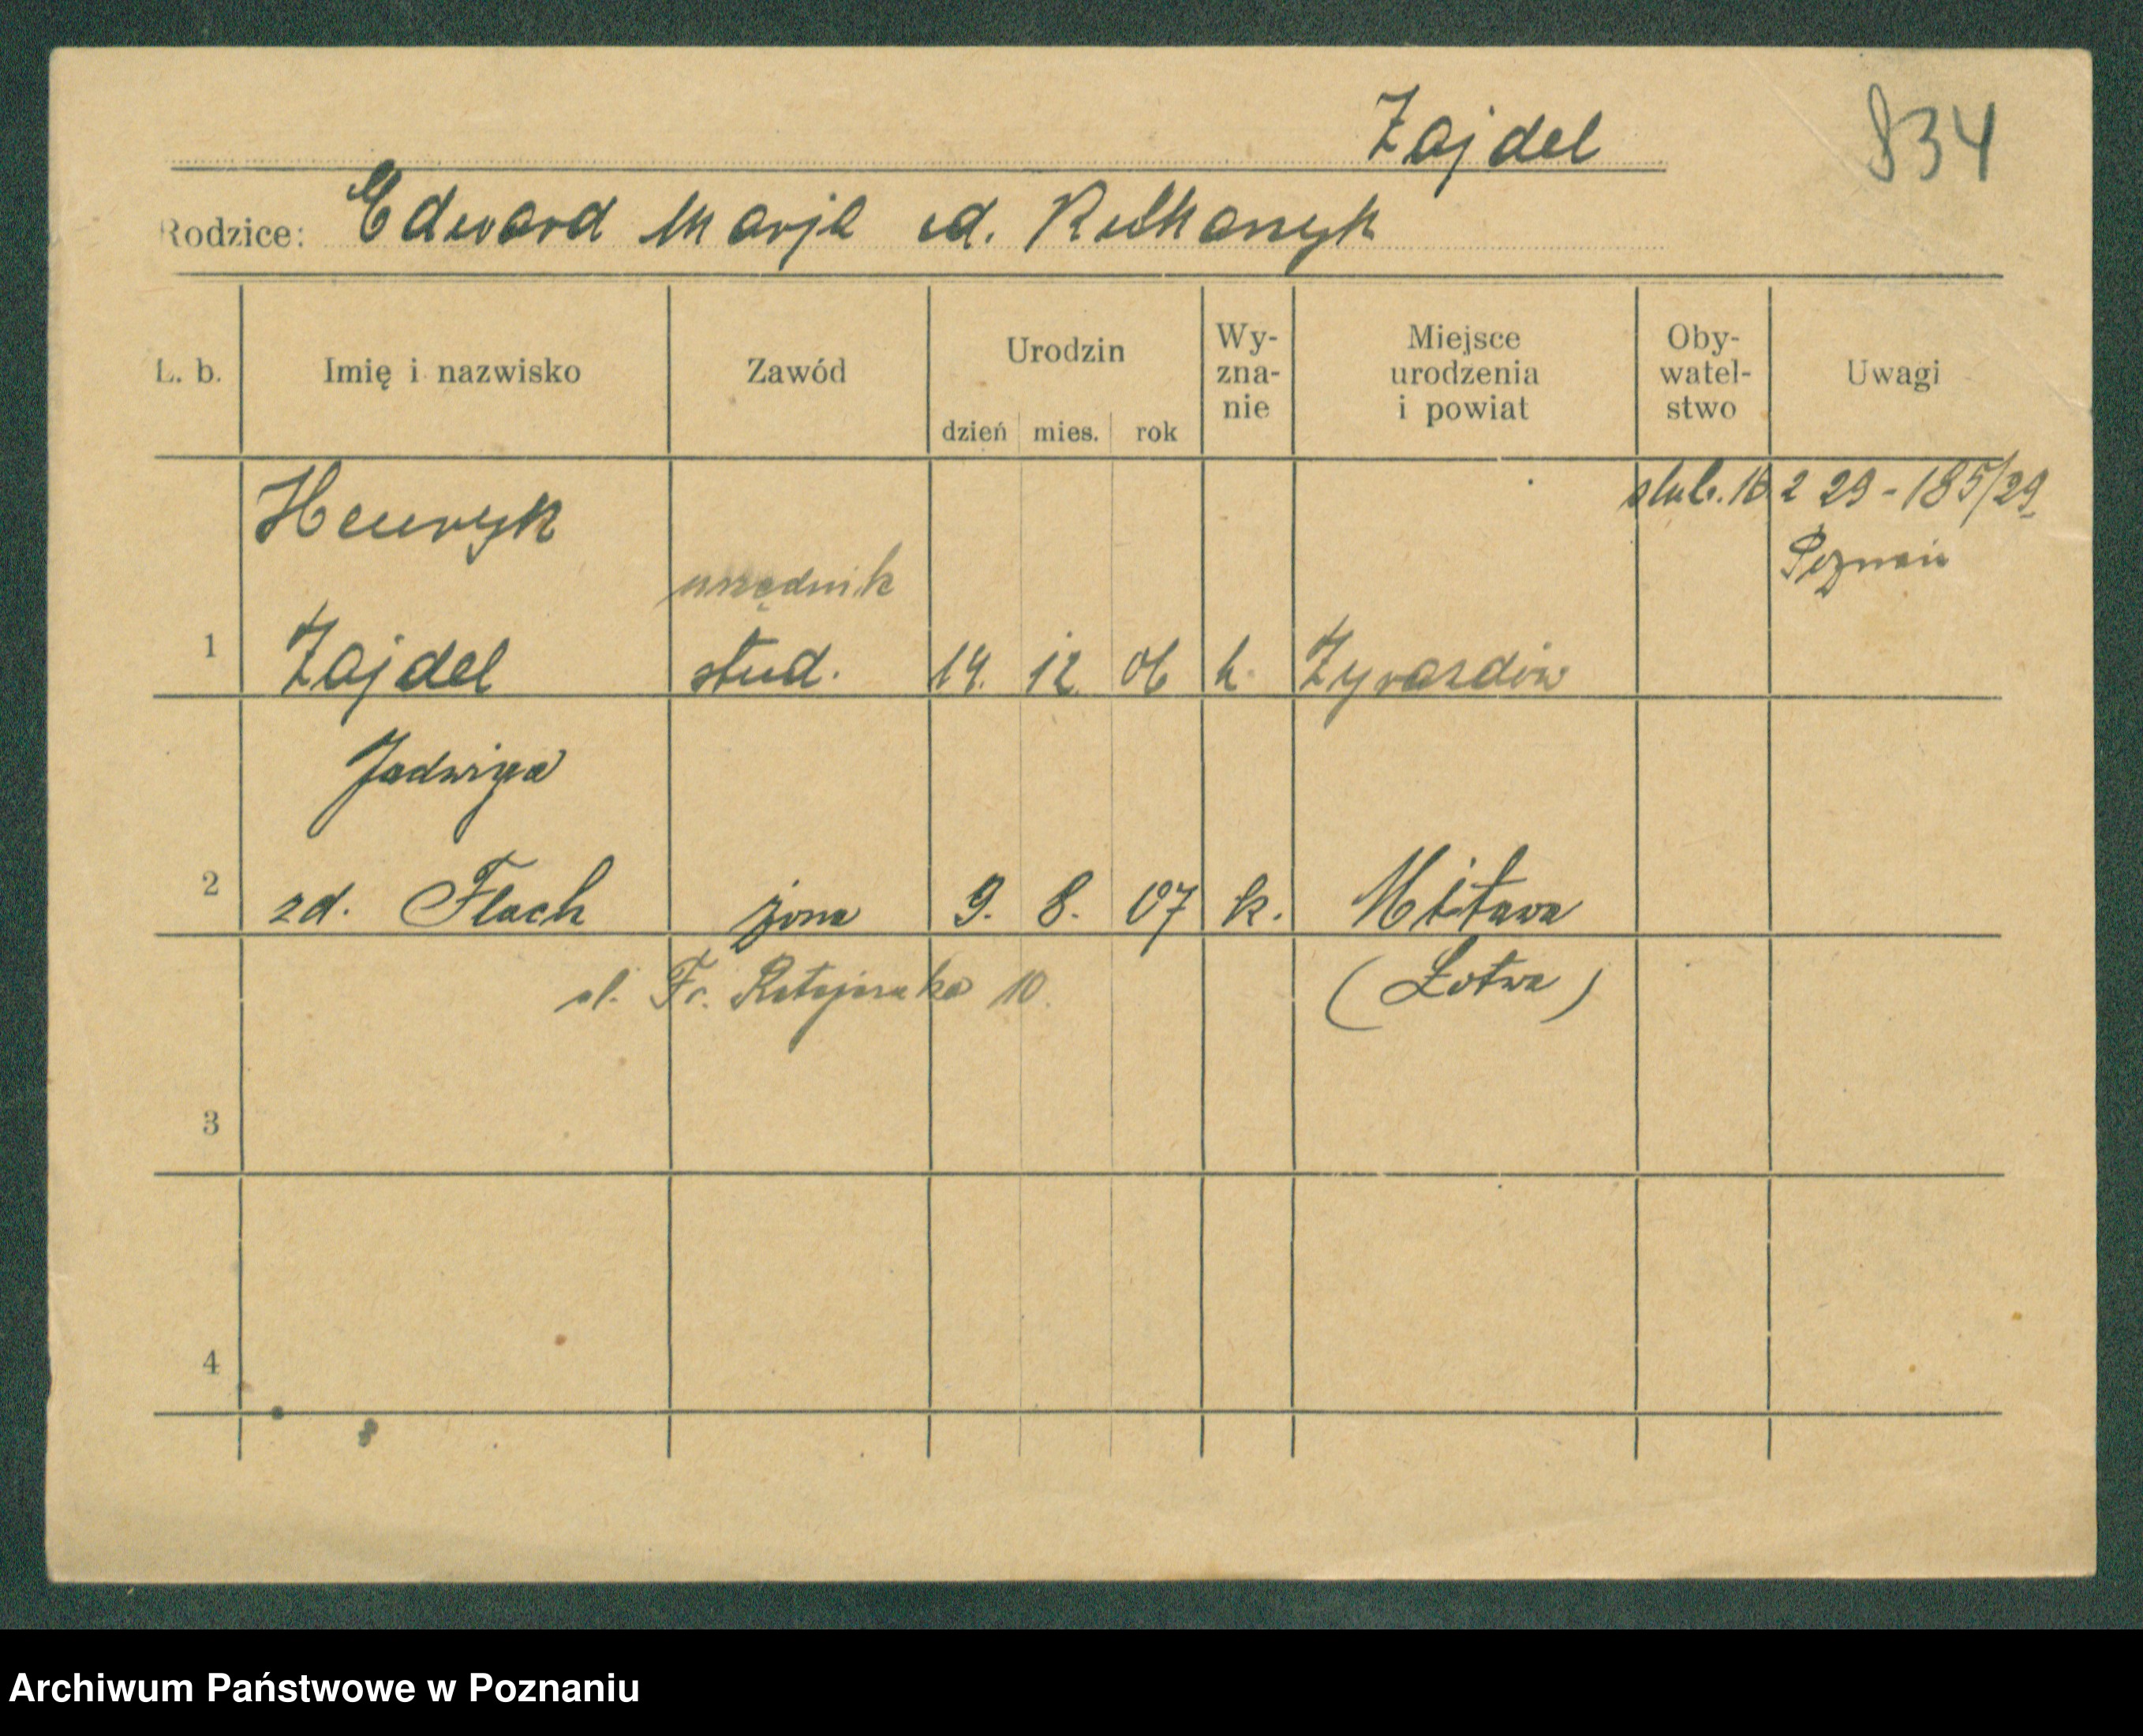 Zajdel
834
Rodzice: Edward Marja zd.
L. b. Imię i nazwisko Zawód Urodzin dzień mies. rok Wy-zna-nie Miejsce urodzenia i powiat Oby-watel-stwo Uwagi
ślub. 16 2 29 - 185/29
Henryk Poznań
urzędnik
1 Zajdel stud. 14. 12 06 k. Żyrardów
Jadwiga
2 zd. Flach żona 9. 8. 07 k. Mitawa
ul. Fr. Ratajczaka 10. (Łotwa)
3
4
Archiwum Państwowe w Poznaniu